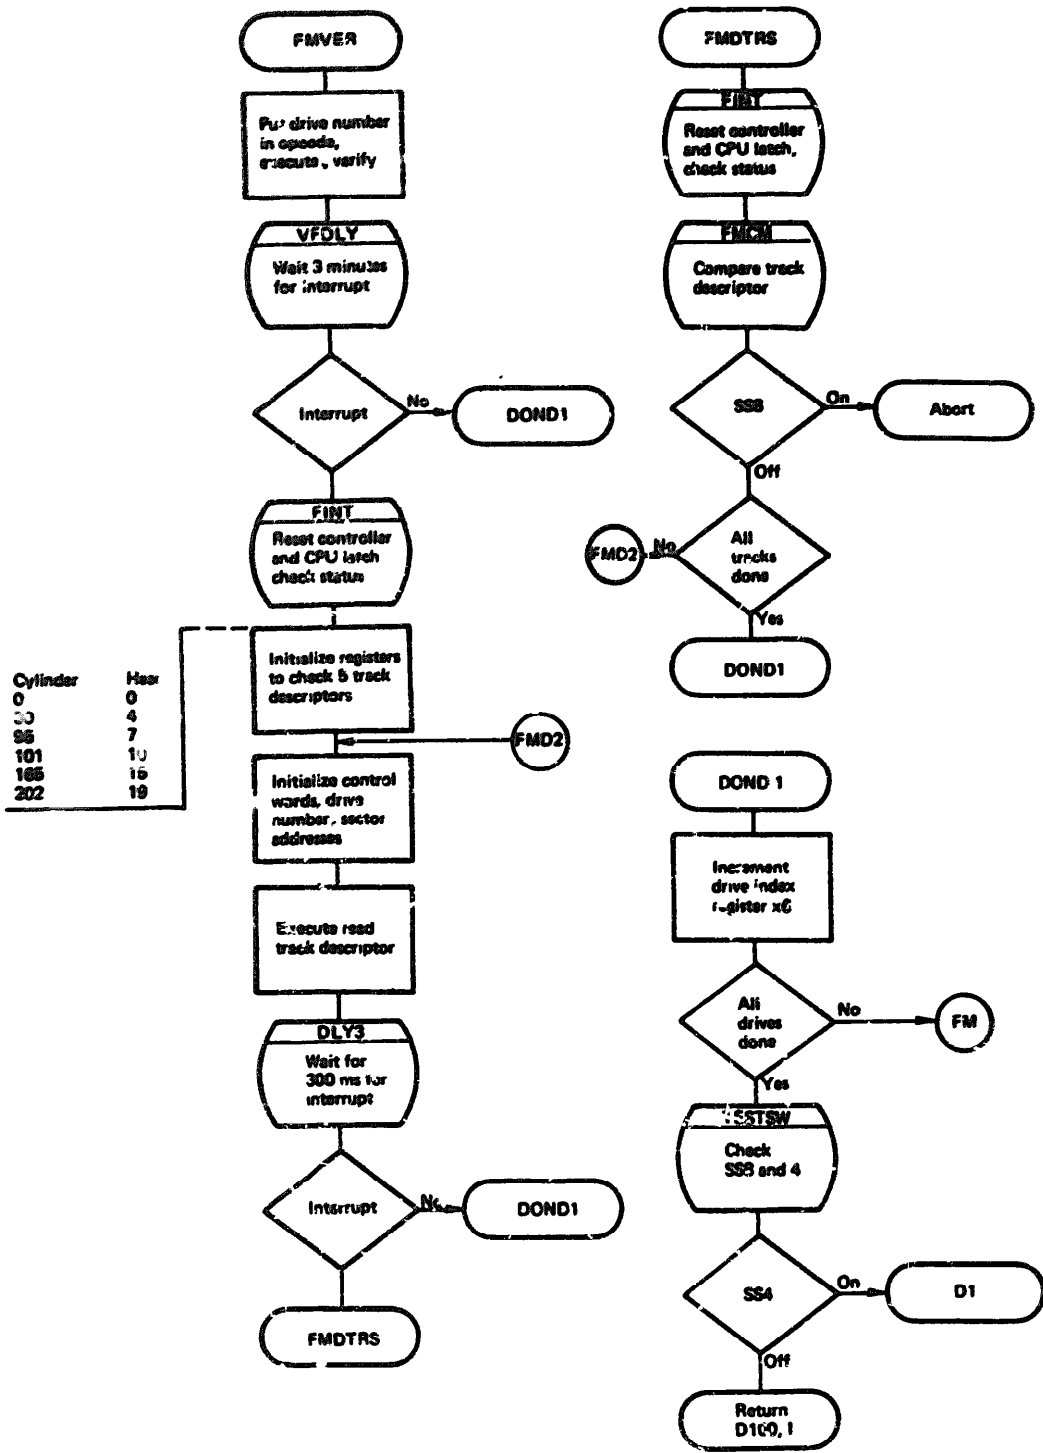 FMVER
drive number
in opcode,
execute, verify
VFDLY
Wait 3 minutes
for interrupt
Interrupt
No
DOND1
FINT
Reset controller
and CPU latch
check status
Initialize registers
to check track
descriptors
Cylinder
0 0
4
7
101
202 19
FMD2
Initialize control
words, drive
number, sector
addresses
Execute read
track descriptor
DLY3
Wait for
300 ms for
interrupt
Interrupt
No
DOND1
FMDTRS
FMDTRS
FINT
Reset controller
and CPU latch,
check status
FMCM
Compare track
descriptor
SS8
On
Abort
Off
All
tracks
done
No
FMD2
Yes
DOND1
DOND 1
Increment
drive index
register
All
drives
done
No
FM
Yes
Check
SS8 and 4
SS4
On
D1
Off
Return
D100, I